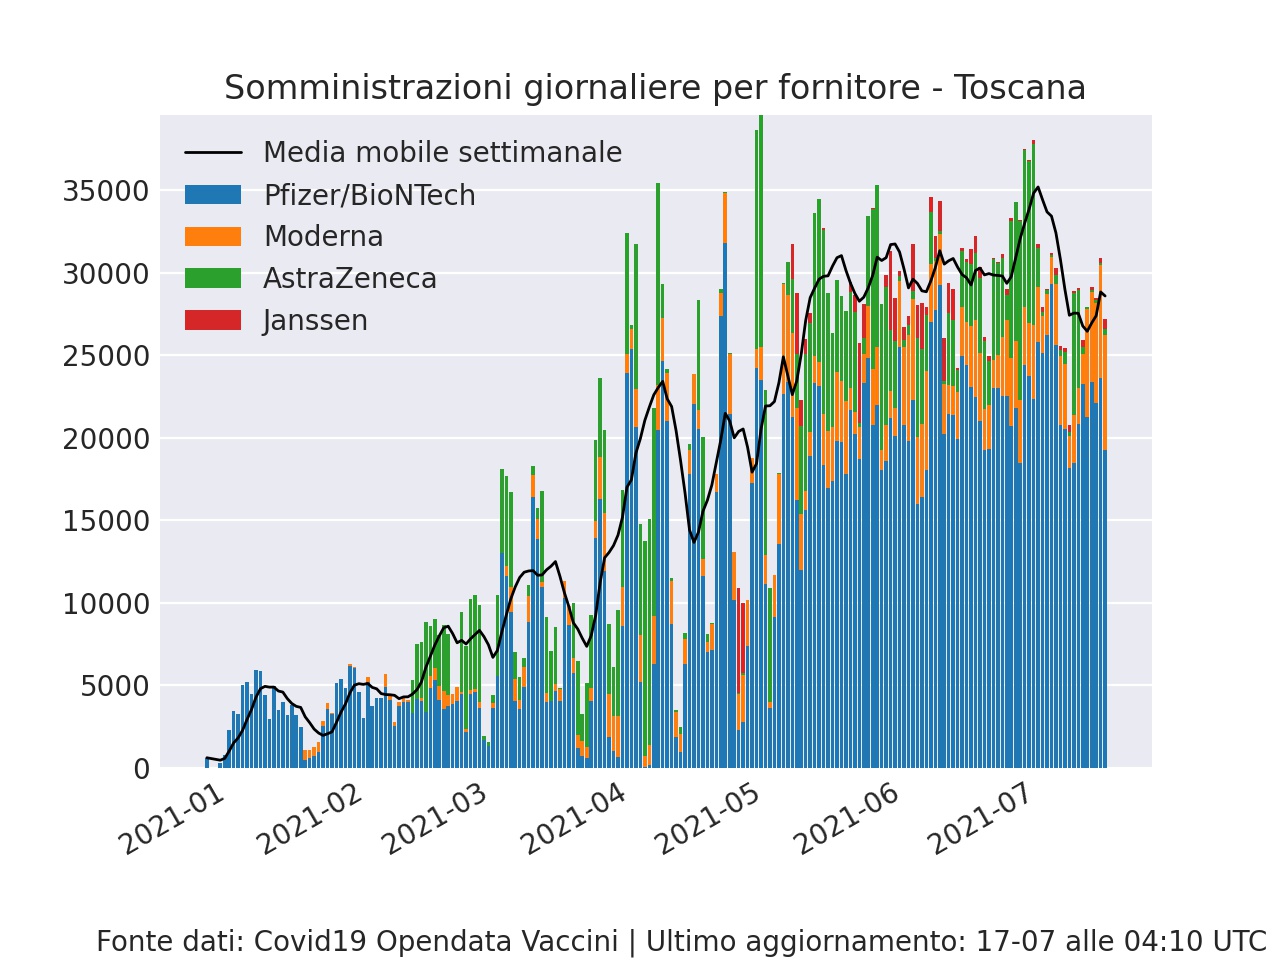 Somministrazioni giornaliere per fornitore - Toscana
Media mobile settimanale
Pfizer/BioNTech
Moderna
AstraZeneca
Janssen
35000
30000
25000
20000
15000
10000
5000
0
2021-01
2021-02
2021-03
2021-04
2021-05
2021-06
2021-07
Fonte dati: Covid19 Opendata Vaccini | Ultimo aggiornamento: 17-07 alle 04:10 UTC